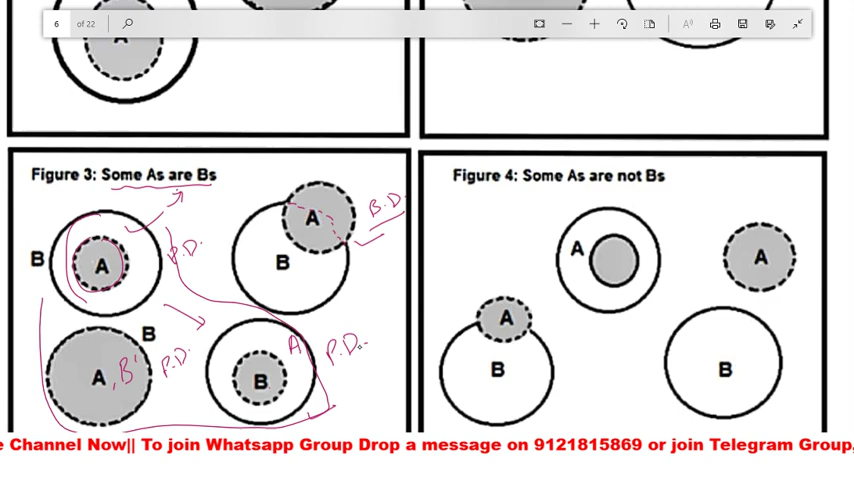 6 of 22
A
Figure 3: Some As are Bs
A
B.D.
B
A
P.D.
B
B
A
P.D.
A, B'
P.D.
B
Figure 4: Some As are not Bs
A
A
A
B
B
e Channel Now|| To join Whatsapp Group Drop a message on 9121815869 or join Telegram Group,